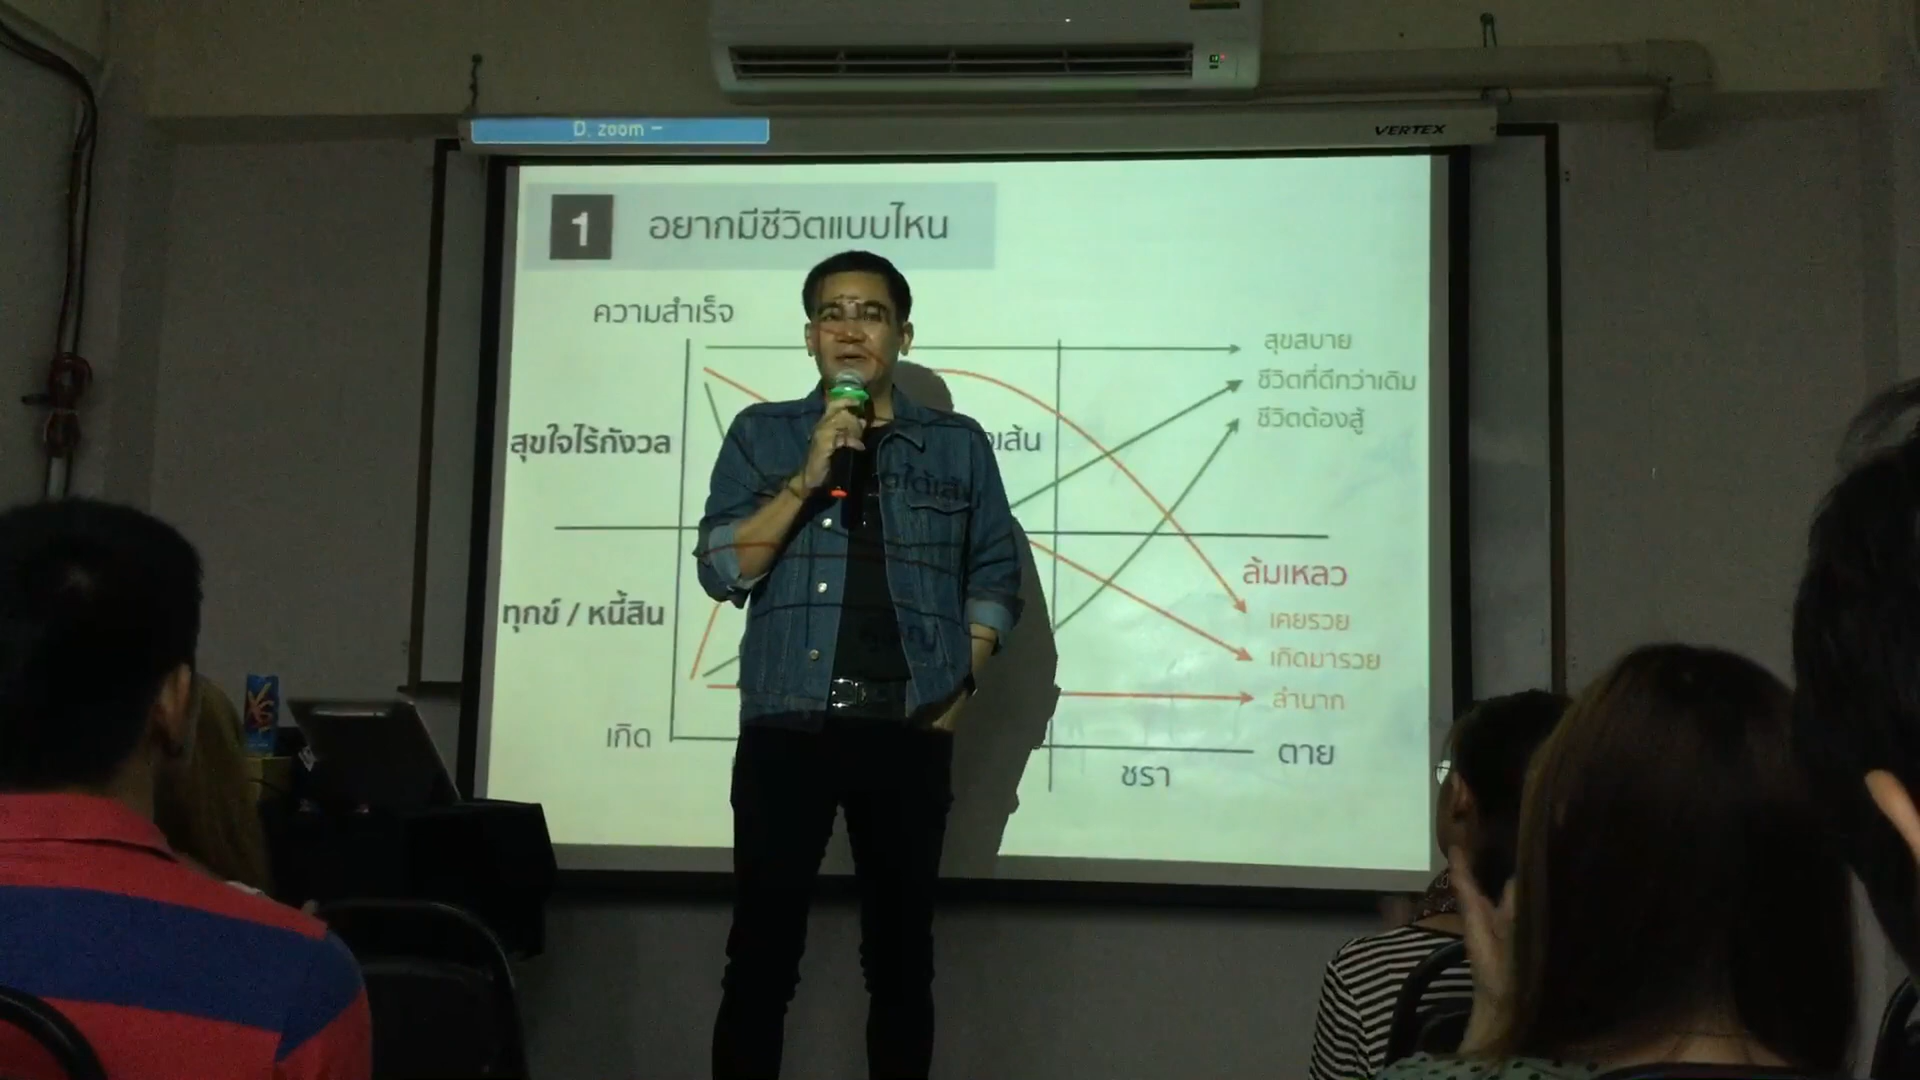 D. zoom -
VERTEX
1 อยากมีชีวิตแบบไหน
ความสำเร็จ
สุขสบาย
ชีวิตที่ดีกว่าเดิม
ชีวิตต้องสู้
สุขใจไร้กังวล
ล้มเหลว
ทุกข์ / หนี้สิน
เคยรวย
เกิดมารวย
ลำบาก
เกิด
ตาย
ชรา
XS